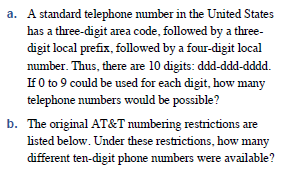 a. A standard telephone number in the United States
has a three-digit area code, followed by a three-
digit local prefix, followed by a four-digit local
number. Thus, there are 10 digits: ddd-ddd-dddd.
If 0 to 9 could be used for each digit, how many
telephone numbers would be possible?
b. The original AT&T numbering restrictions are
listed below. Under these restrictions, how many
different ten-digit phone numbers were available?